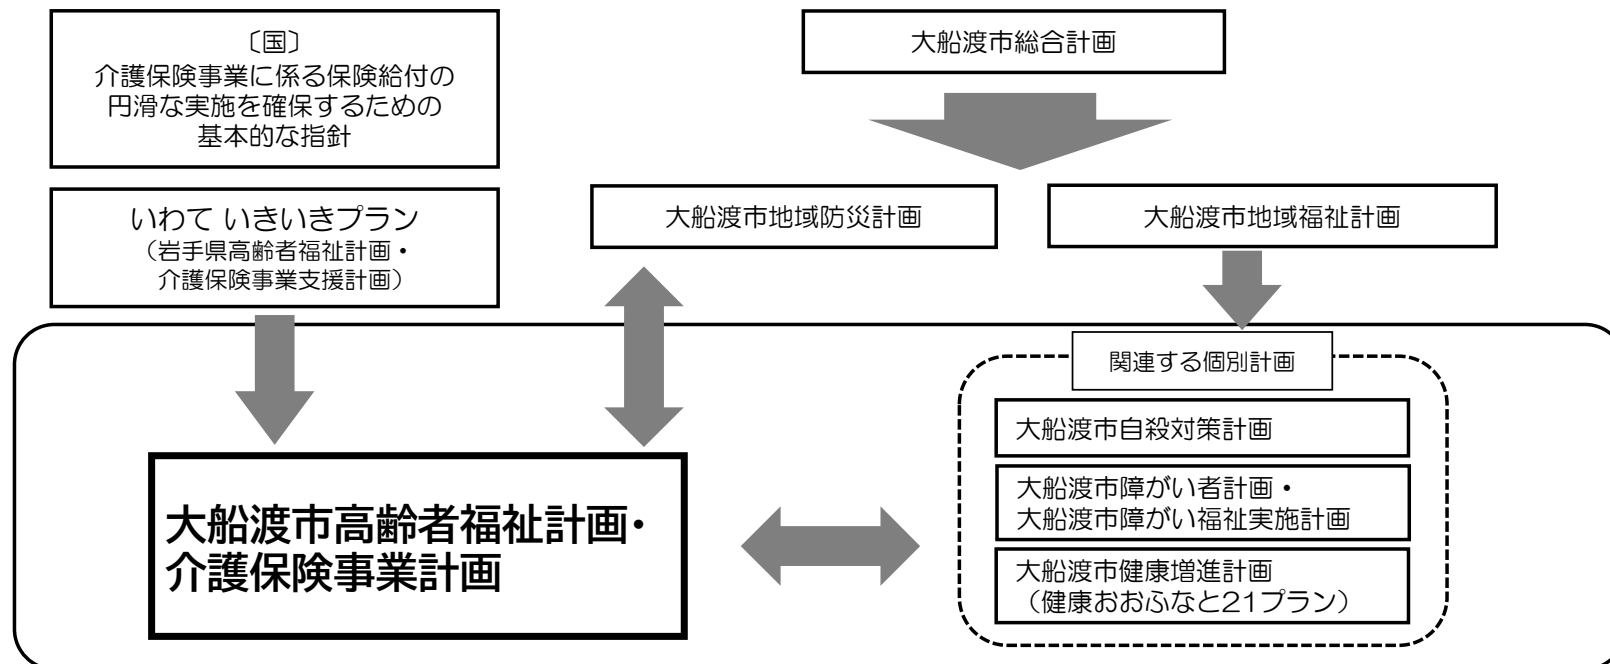 〔国〕
介護保険事業に係る保険給付の
円滑な実施を確保するための
基本的な指針
大船渡市総合計画
いわて いきいきプラン
（岩手県高齢者福祉計画・
介護保険事業支援計画）
大船渡市地域防災計画
大船渡市地域福祉計画
関連する個別計画
大船渡市自殺対策計画
大船渡市障がい者計画・
大船渡市障がい福祉実施計画
大船渡市健康増進計画
（健康おおふなと21プラン）
大船渡市高齢者福祉計画・
介護保険事業計画